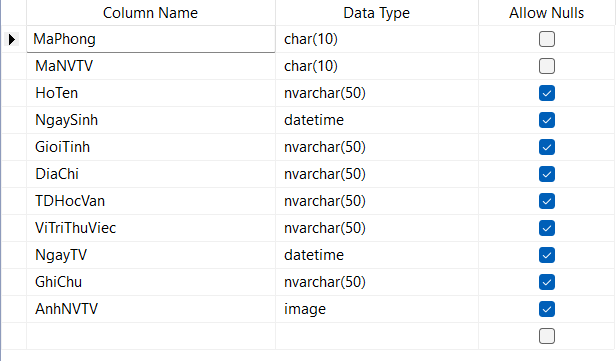 Column Name Data Type Allow Nulls
MaPhong char(10)
MaNVTV char(10)
HoTen nvarchar(50)
NgaySinh datetime
GioiTinh nvarchar(50)
DiaChi nvarchar(50)
TDHocVan nvarchar(50)
ViTriThuViec nvarchar(50)
NgayTV datetime
GhiChu nvarchar(50)
AnhNVTV image